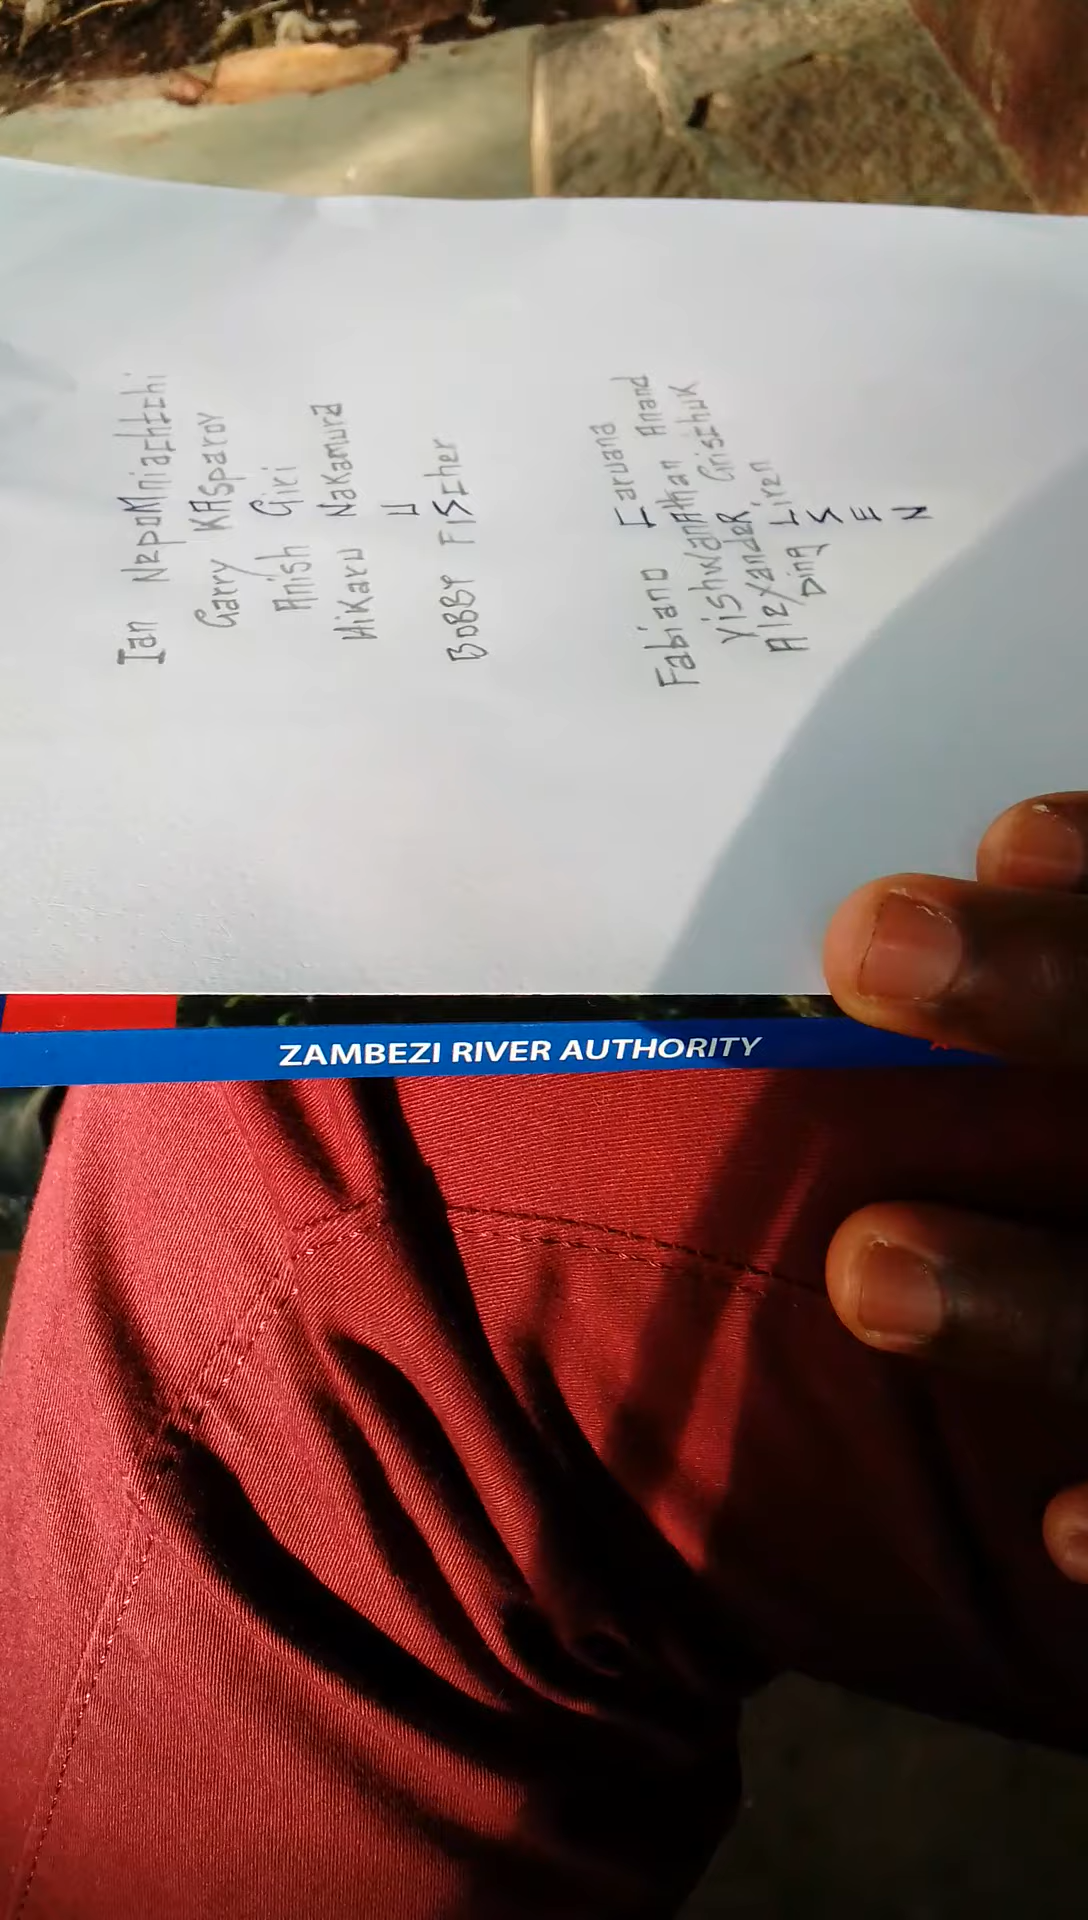 Ian NepoMniachtchi
Garry KAsparov
Anish Giri
Hikaru Nakamura
U
BoBBY FIScher
Fabiano Caruana
VishwanAthan Anand
AlexandeR Grischuk
Ding Liren
S
E
N
ZAMBEZI RIVER AUTHORITY